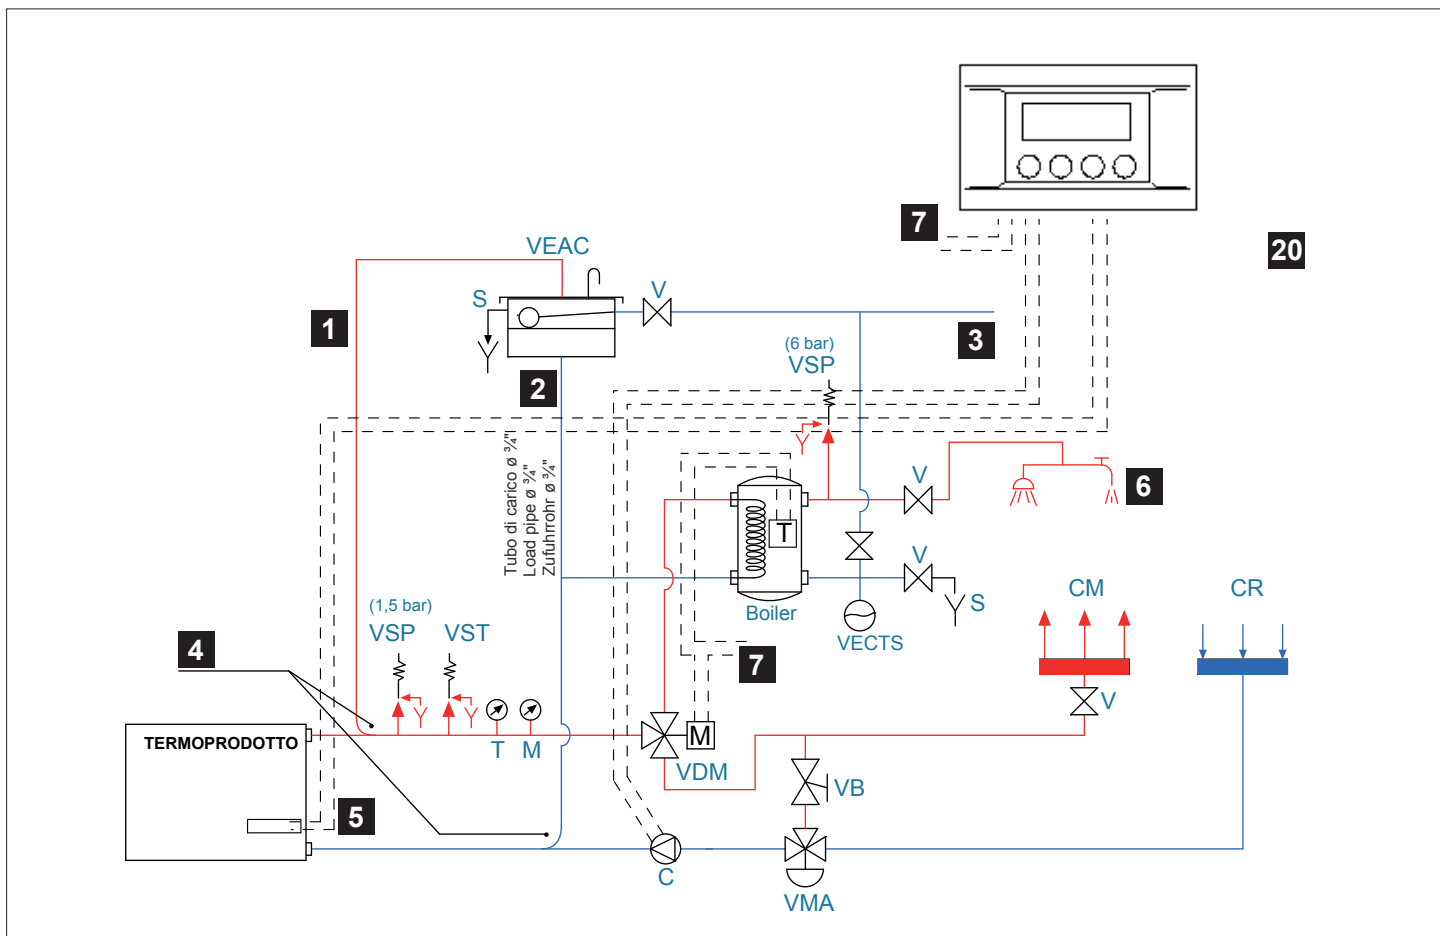 7
20
VEAC
S
V
1
3
(6 bar)
VSP
2
Tubo di carico ø ¾"
Load pipe ø ¾"
Zufuhrrohr ø ¾"
V
6
T
V
S
Boiler
VECTS
CM
CR
(1,5 bar)
VSP
VST
4
7
V
TERMOPRODOTTO
T
M
M
VDM
VB
5
C
VMA